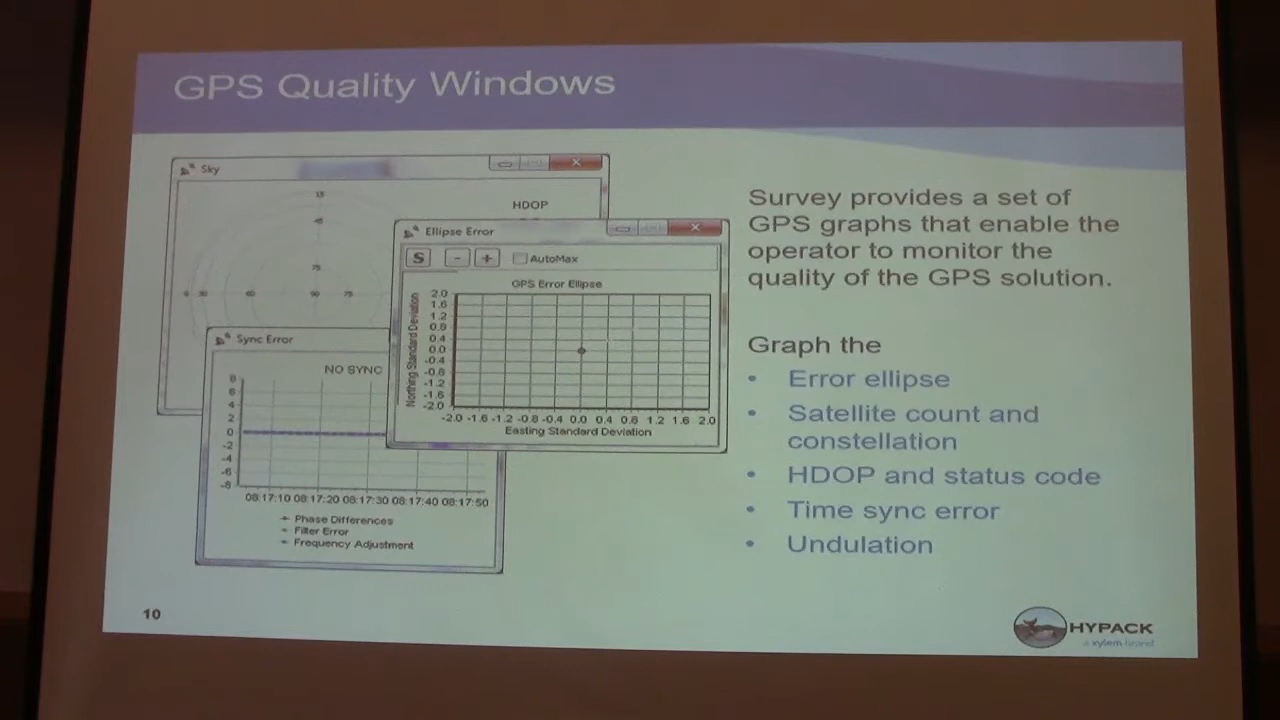 GPS Quality Windows
Sky
15
45
HDOP
75
30
60
90
75
Ellipse Error
S - + AutoMax
GPS Error Ellipse
Northing Standard Deviation
2.0
1.6
1.2
0.8
0.4
0.0
-0.4
-0.8
-1.2
-1.6
-2.0
-2.0 -1.6 -1.2 -0.8 -0.4 0.0 0.4 0.8 1.2 1.6 2.0
Easting Standard Deviation
Sync Error
NO SYNC
8
6
4
2
0
-2
-4
-6
-8
08:17:10 08:17:20 08:17:30 08:17:40 08:17:50
Phase Differences
Filter Error
Frequency Adjustment
Survey provides a set of
GPS graphs that enable the
operator to monitor the
quality of the GPS solution.
Graph the
• Error ellipse
• Satellite count and
constellation
• HDOP and status code
• Time sync error
• Undulation
10
HYPACK
a xylem brand